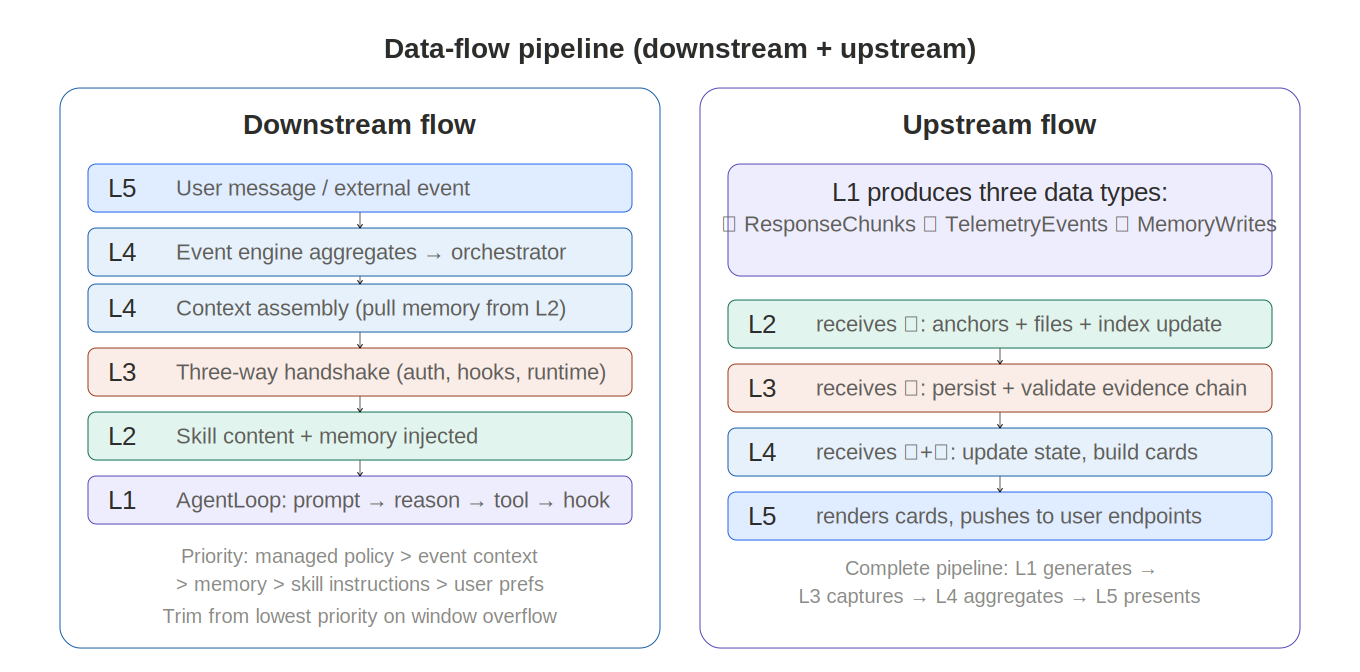 Data-flow pipeline (downstream + upstream)
Downstream flow
L5 User message / external event
L4 Event engine aggregates → orchestrator
L4 Context assembly (pull memory from L2)
L3 Three-way handshake (auth, hooks, runtime)
L2 Skill content + memory injected
L1 AgentLoop: prompt → reason → tool → hook
Priority: managed policy > event context
> memory > skill instructions > user prefs
Trim from lowest priority on window overflow
Upstream flow
L1 produces three data types:
□ ResponseChunks □ TelemetryEvents □ MemoryWrites
L2 receives □: anchors + files + index update
L3 receives □: persist + validate evidence chain
L4 receives □+□: update state, build cards
L5 renders cards, pushes to user endpoints
Complete pipeline: L1 generates →
L3 captures → L4 aggregates → L5 presents